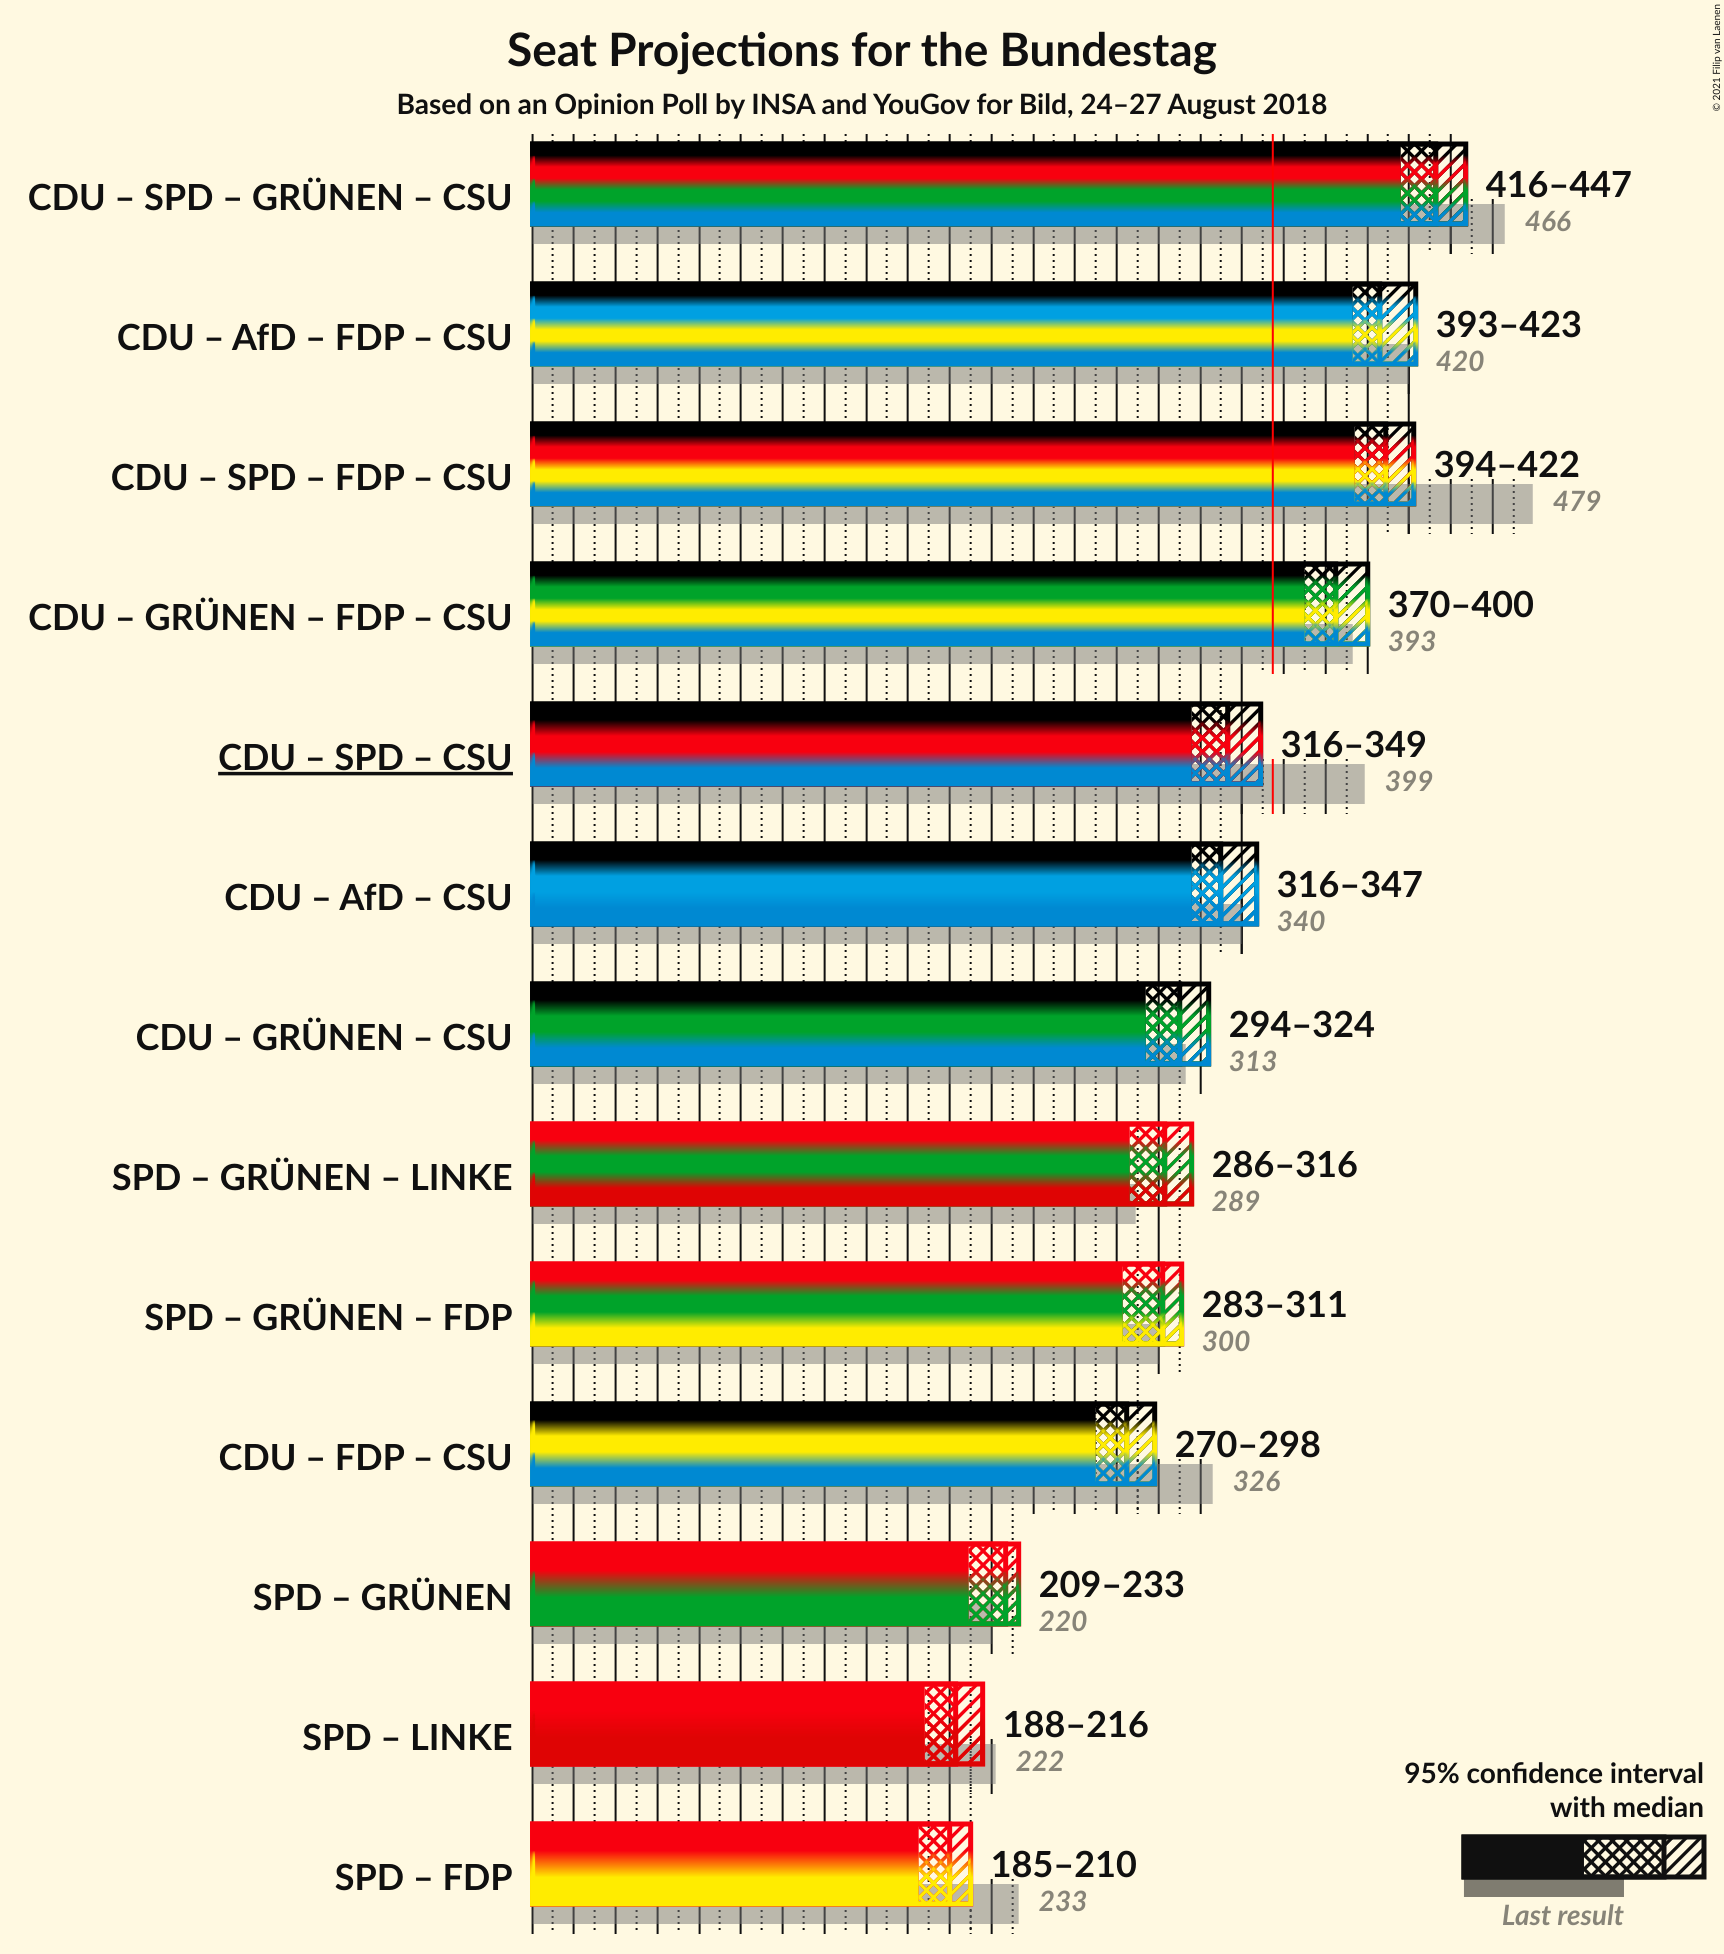 © 2021 Filip van Laenen
Seat Projections for the Bundestag
Based on an Opinion Poll by INSA and YouGov for Bild, 24–27 August 2018
CDU – SPD – GRÜNEN – CSU
416–447
466
CDU – AfD – FDP – CSU
393–423
420
CDU – SPD – FDP – CSU
394–422
479
CDU – GRÜNEN – FDP – CSU
370–400
393
CDU – SPD – CSU
316–349
399
CDU – AfD – CSU
316–347
340
CDU – GRÜNEN – CSU
294–324
313
SPD – GRÜNEN – LINKE
286–316
289
SPD – GRÜNEN – FDP
283–311
300
CDU – FDP – CSU
270–298
326
SPD – GRÜNEN
209–233
220
SPD – LINKE
188–216
222
SPD – FDP
185–210
233
95% confidence interval
with median
Last result